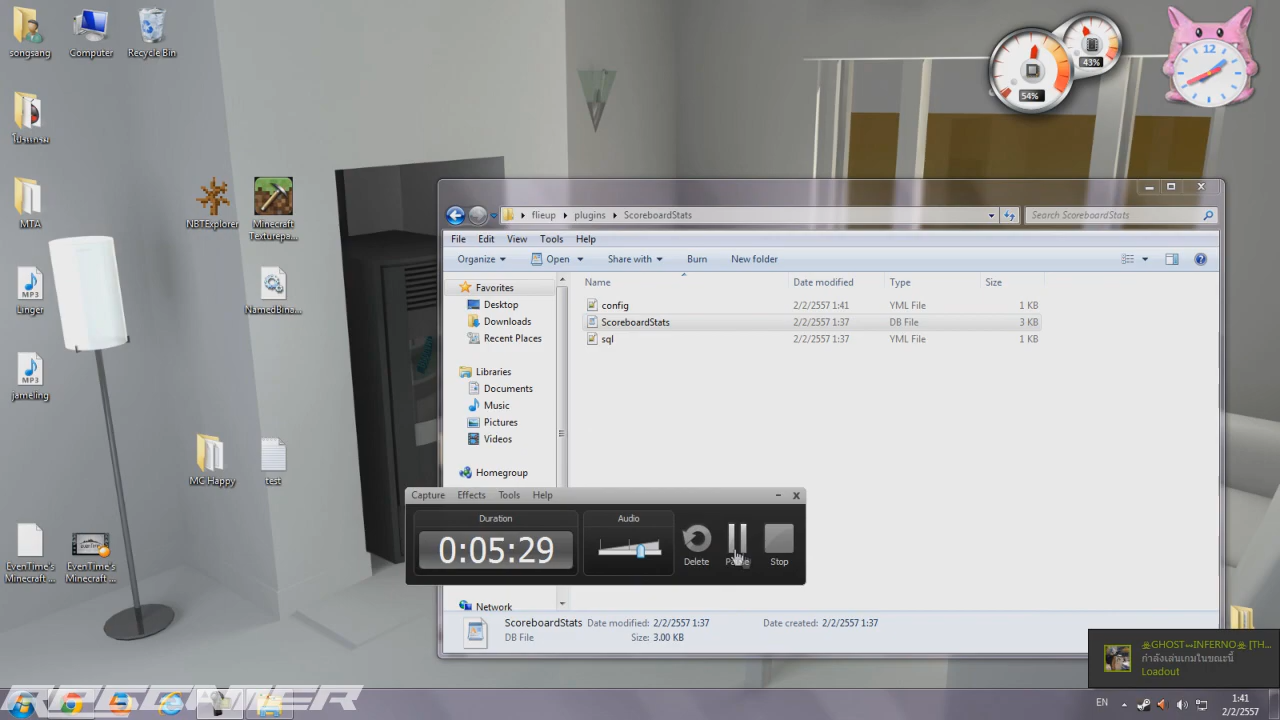 songsang
Computer
Recycle Bin
โปรแกรม
MTA
NBTExplorer
Minecraft
Texturepa...
Linger
NamedBina...
jameling
MC Happy
test
EvenTime's
Minecraft....
EvenTime's
Minecraft....
MP3
MP3
54%
43%
12
flieup
plugins
ScoreboardStats
Search ScoreboardStats
File Edit View Tools Help
Organize Open Share with Burn New folder
Name Date modified Type Size
Favorites
Desktop
Downloads
Recent Places
Libraries
Documents
Music
Pictures
Videos
Homegroup
Network
config 2/2/2557 1:41 YML File 1 KB
ScoreboardStats 2/2/2557 1:37 DB File 3 KB
sql 2/2/2557 1:37 YML File 1 KB
Capture Effects Tools Help
Duration
0:05:29
Audio
Delete
Pause
Stop
ScoreboardStats Date modified: 2/2/2557 1:37 Date created: 2/2/2557 1:37
DB File Size: 3.00 KB
GHOST INFERNO [TH...
กำลังเล่นเกมในขณะนี้
Loadout
EN
1:41
2/2/2557